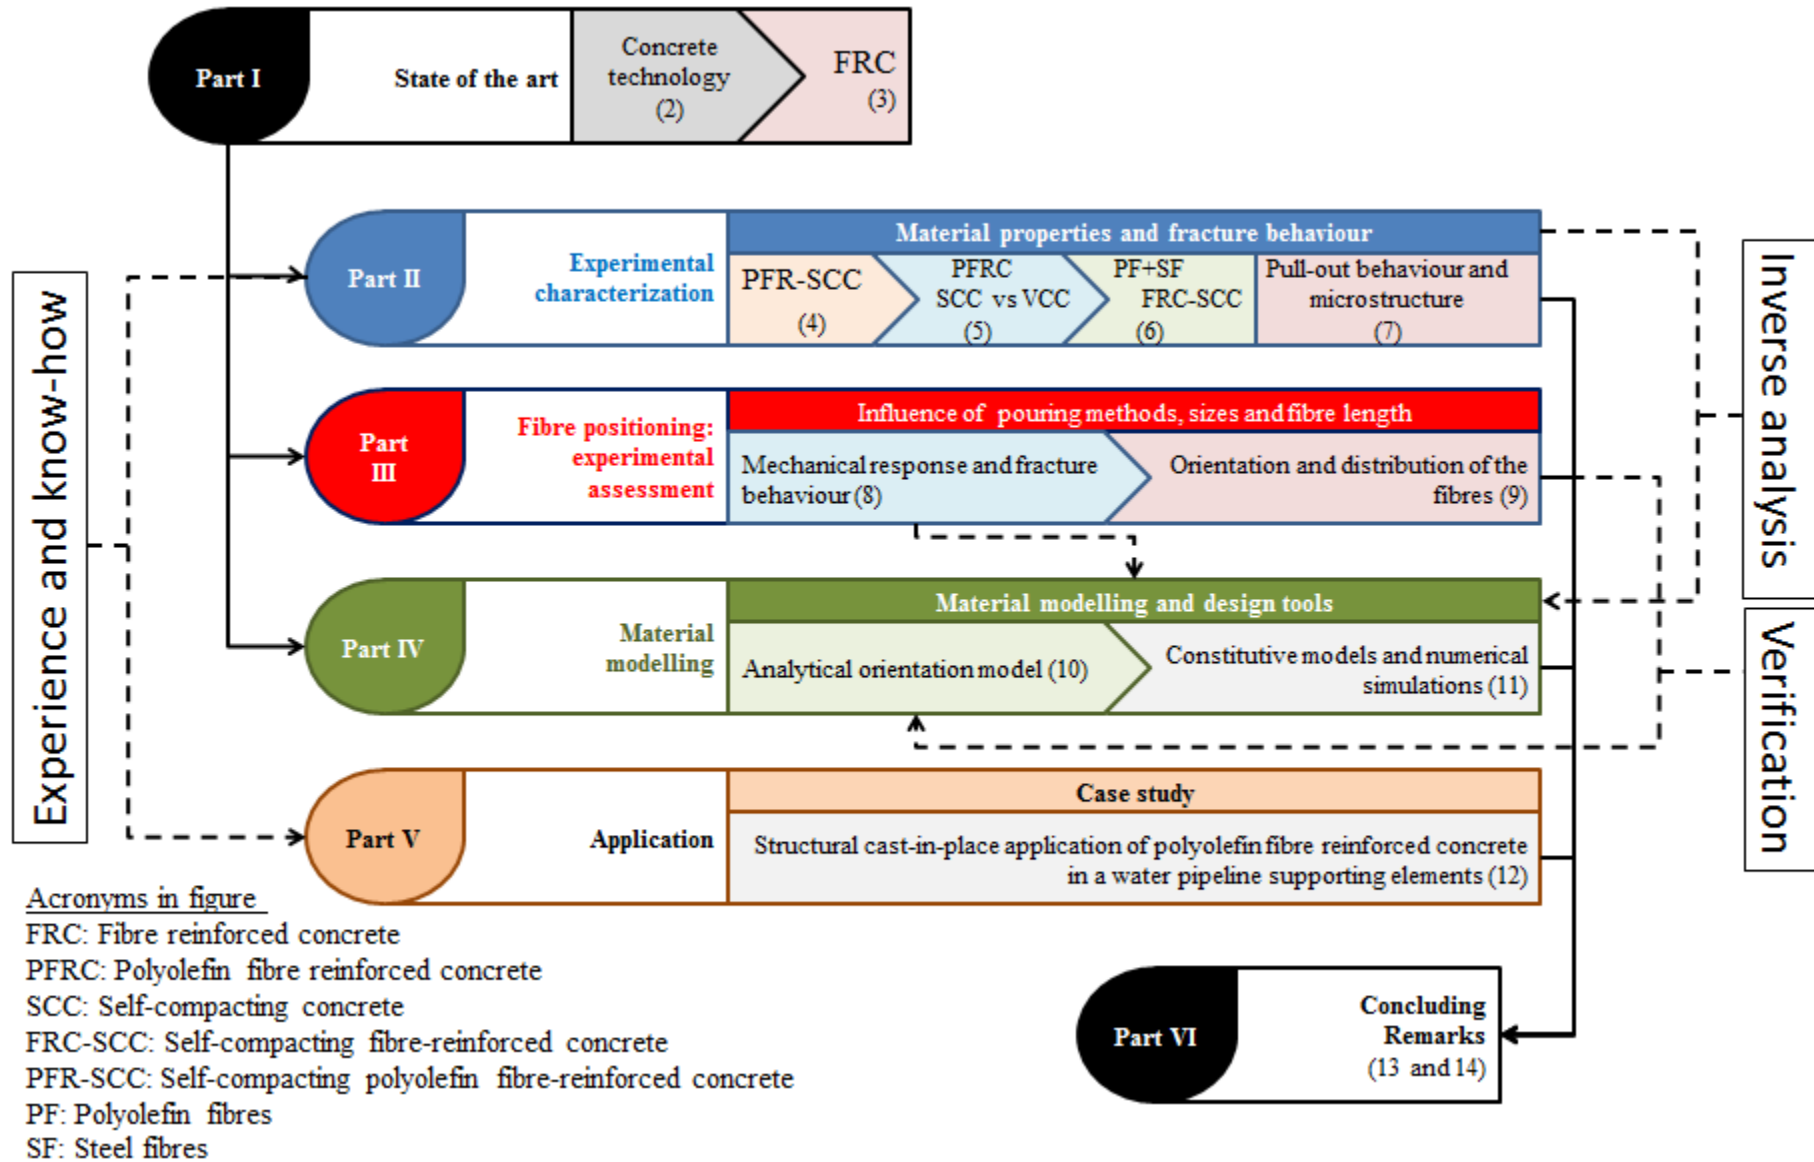 Part I
State of the art
Concrete
technology
(2)
FRC
(3)
Part II
Experimental
characterization
Material properties and fracture behaviour
PFR-SCC
(4)
PFRC
SCC vs VCC
(5)
PF+SF
FRC-SCC
(6)
Pull-out behaviour and
microstructure
(7)
Part
III
Fibre positioning:
experimental
assessment
Influence of pouring methods, sizes and fibre length
Mechanical response and fracture
behaviour (8)
Orientation and distribution of the
fibres (9)
Part IV
Material
modelling
Material modelling and design tools
Analytical orientation model (10)
Constitutive models and numerical
simulations (11)
Part V
Application
Case study
Structural cast-in-place application of polyolefin fibre reinforced concrete
in a water pipeline supporting elements (12)
Part VI
Concluding
Remarks
(13 and 14)
Experience and know-how
Inverse analysis
Verification
Acronyms in figure
FRC: Fibre reinforced concrete
PFRC: Polyolefin fibre reinforced concrete
SCC: Self-compacting concrete
FRC-SCC: Self-compacting fibre-reinforced concrete
PFR-SCC: Self-compacting polyolefin fibre-reinforced concrete
PF: Polyolefin fibres
SF: Steel fibres